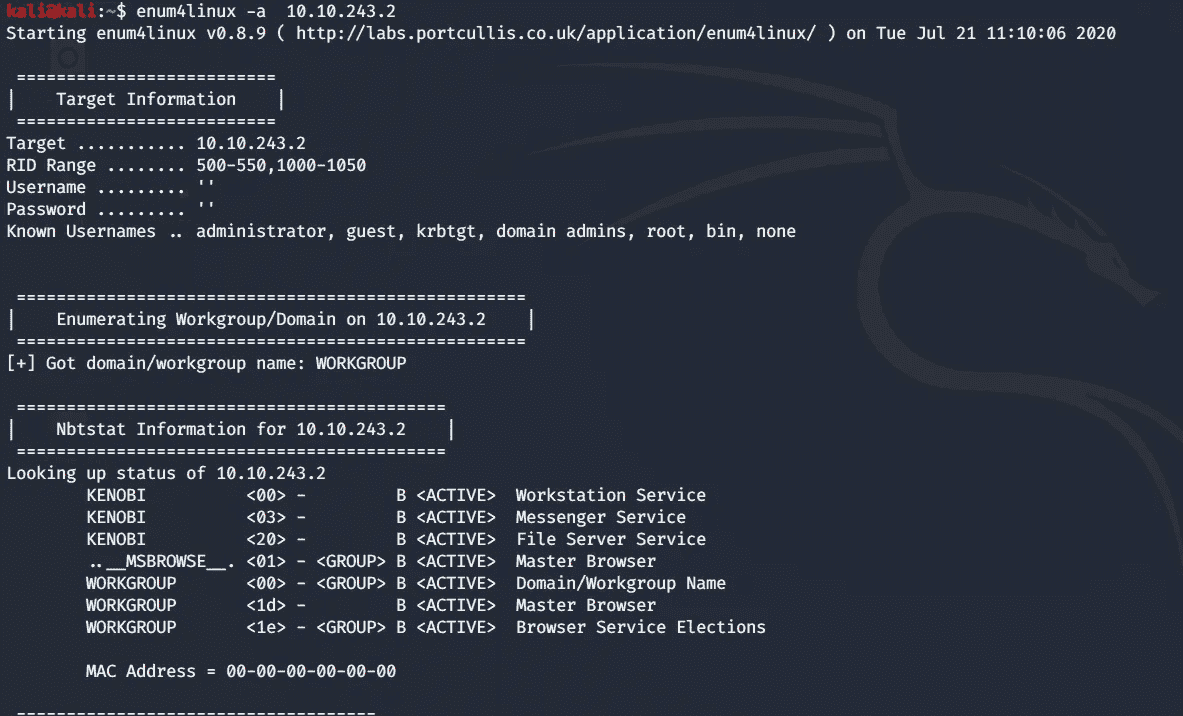 kali@kali:~$ enum4linux -a  10.10.243.2
Starting enum4linux v0.8.9 ( http://labs.portcullis.co.uk/application/enum4linux/ ) on Tue Jul 21 11:10:06 2020
==========================
|    Target Information    |
==========================
Target ........... 10.10.243.2
RID Range ........ 500-550,1000-1050
Username ......... ''
Password ......... ''
Known Usernames .. administrator, guest, krbtgt, domain admins, root, bin, none
===================================================
|    Enumerating Workgroup/Domain on 10.10.243.2    |
===================================================
[+] Got domain/workgroup name: WORKGROUP
===========================================
|    Nbtstat Information for 10.10.243.2    |
===========================================
Looking up status of 10.10.243.2
KENOBI          <00> -         B <ACTIVE>  Workstation Service
KENOBI          <03> -         B <ACTIVE>  Messenger Service
KENOBI          <20> -         B <ACTIVE>  File Server Service
..__MSBROWSE__. <01> - <GROUP> B <ACTIVE>  Master Browser
WORKGROUP       <00> - <GROUP> B <ACTIVE>  Domain/Workgroup Name
WORKGROUP       <1d> -         B <ACTIVE>  Master Browser
WORKGROUP       <1e> - <GROUP> B <ACTIVE>  Browser Service Elections
MAC Address = 00-00-00-00-00-00
====================================